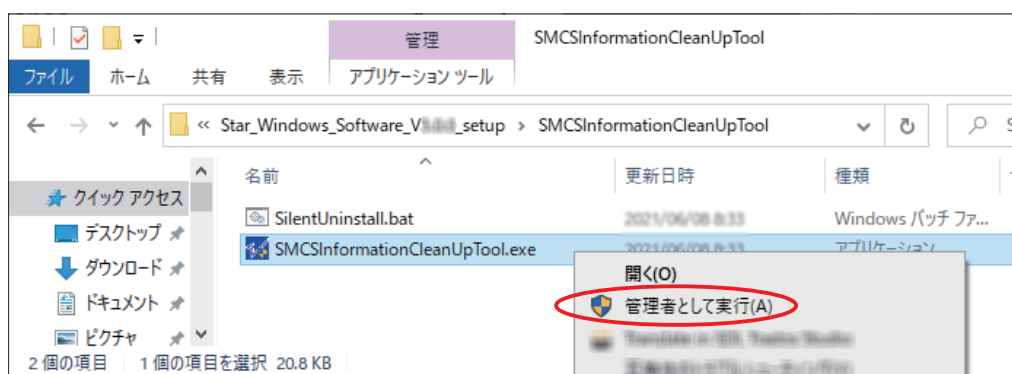 管理
SMCSInformationCleanUpTool
ファイル ホーム 共有 表示 アプリケーション ツール
« Star_Windows_Software_V _setup › SMCSInformationCleanUpTool
クイック アクセス
デスクトップ
ダウンロード
ドキュメント
ピクチャ
名前 更新日時 種類
SilentUninstall.bat 2021/06/08 8:33 Windows バッチ ファ...
SMCSInformationCleanUpTool.exe 2021/06/08 8:33 アプリケーション
開く(O)
管理者として実行(A)
2 個の項目 1 個の項目を選択 20.8 KB